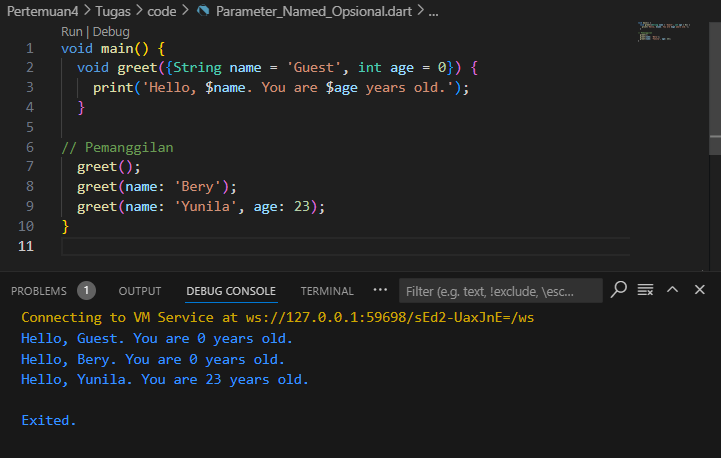 Pertemuan4 > Tugas > code > Parameter_Named_Opsional.dart > ...
Run | Debug
1 void main() {
2   void greet({String name = 'Guest', int age = 0}) {
3     print('Hello, $name. You are $age years old.');
4   }
5
6 // Pemanggilan
7   greet();
8   greet(name: 'Bery');
9   greet(name: 'Yunila', age: 23);
10 }
11
PROBLEMS 1 OUTPUT DEBUG CONSOLE TERMINAL ... Filter (e.g. text, !exclude, \esc...
Connecting to VM Service at ws://127.0.0.1:59698/sEd2-UaxJnE=/ws
Hello, Guest. You are 0 years old.
Hello, Bery. You are 0 years old.
Hello, Yunila. You are 23 years old.
Exited.